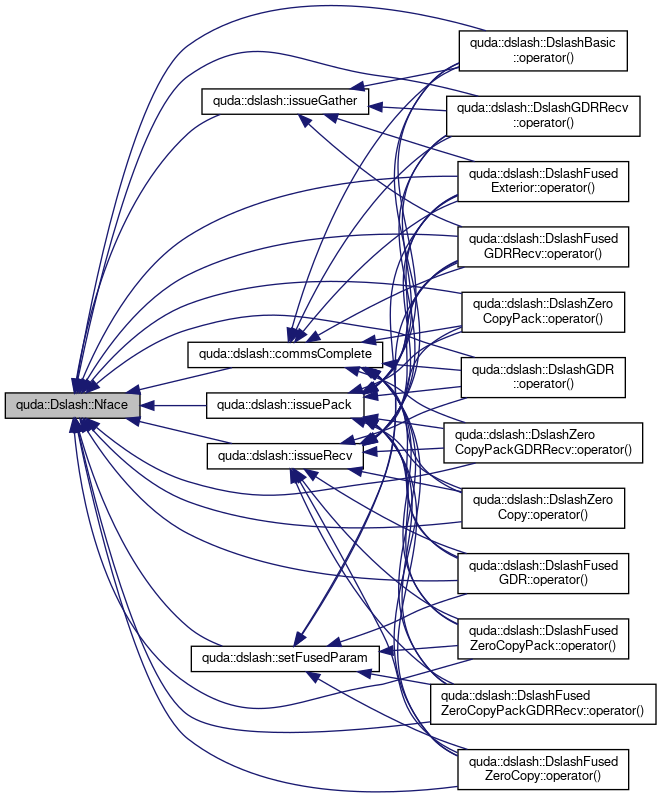 quda::Dslash::Nface
quda::dslash::issueGather
quda::dslash::commsComplete
quda::dslash::issuePack
quda::dslash::issueRecv
quda::dslash::setFusedParam
quda::dslash::DslashBasic
::operator()
quda::dslash::DslashGDRRecv
::operator()
quda::dslash::DslashFused
Exterior::operator()
quda::dslash::DslashFused
GDRRecv::operator()
quda::dslash::DslashZero
CopyPack::operator()
quda::dslash::DslashGDR
::operator()
quda::dslash::DslashZero
CopyPackGDRRecv::operator()
quda::dslash::DslashZero
Copy::operator()
quda::dslash::DslashFused
GDR::operator()
quda::dslash::DslashFused
ZeroCopyPack::operator()
quda::dslash::DslashFused
ZeroCopyPackGDRRecv::operator()
quda::dslash::DslashFused
ZeroCopy::operator()